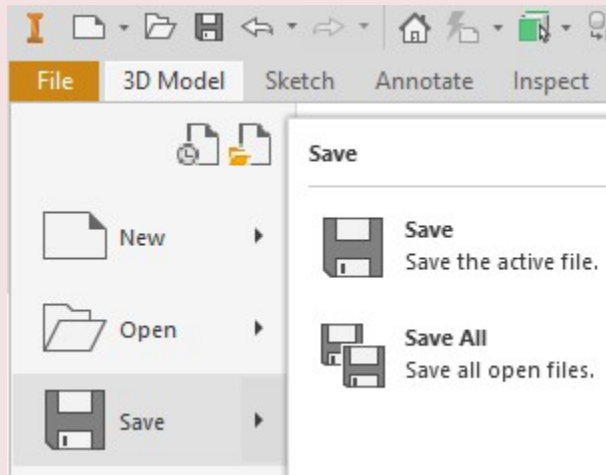 File 3D Model Sketch Annotate Inspect
Save
New
Open
Save
Save
Save the active file.
Save All
Save all open files.